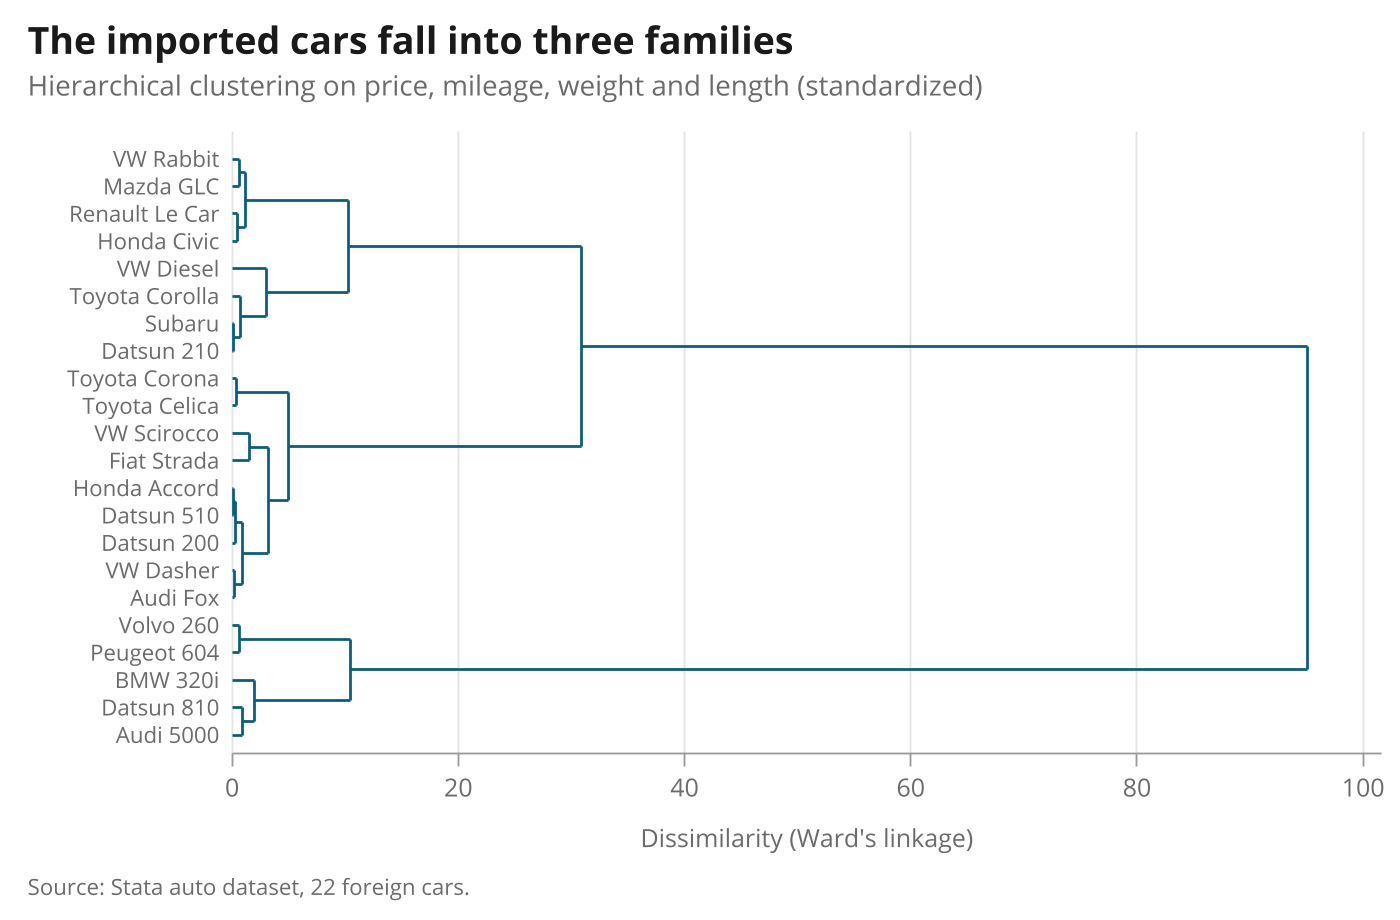 The imported cars fall into three families
Hierarchical clustering on price, mileage, weight and length (standardized)
VW Rabbit
Mazda GLC
Renault Le Car
Honda Civic
VW Diesel
Toyota Corolla
Subaru
Datsun 210
Toyota Corona
Toyota Celica
VW Scirocco
Fiat Strada
Honda Accord
Datsun 510
Datsun 200
VW Dasher
Audi Fox
Volvo 260
Peugeot 604
BMW 320i
Datsun 810
Audi 5000
0 20 40 60 80 100
Dissimilarity (Ward's linkage)
Source: Stata auto dataset, 22 foreign cars.